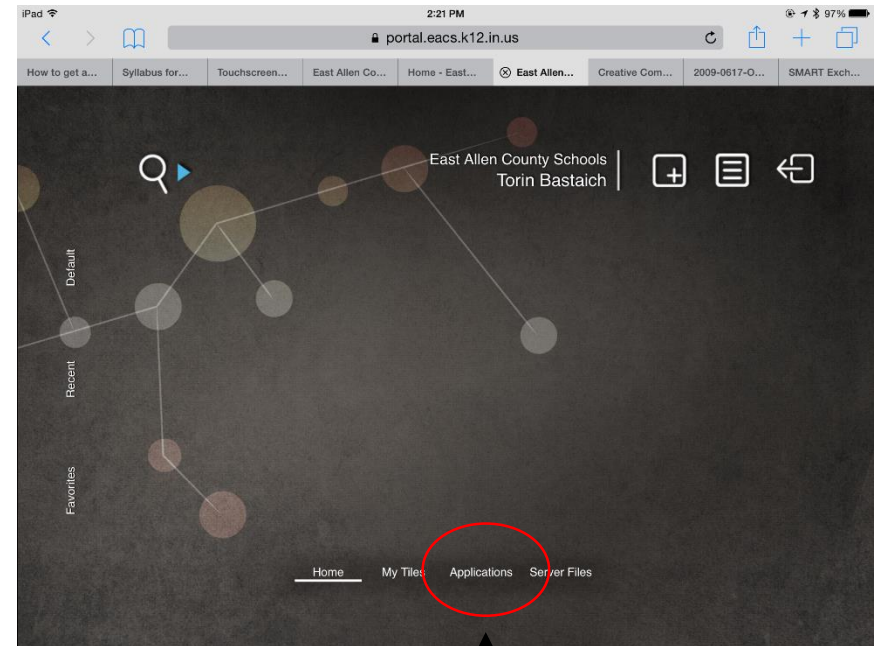 iPad 2:21 PM 97%
portal.eacs.k12.in.us
How to get a... Syllabus for... Touchscreen... East Allen Co... Home - East... East Allen... Creative Com... 2009-0617-O... SMART Exch...
East Allen County Schools
Torin Bastaich
Default
Recent
Favorites
Home My Tiles Applications Server Files